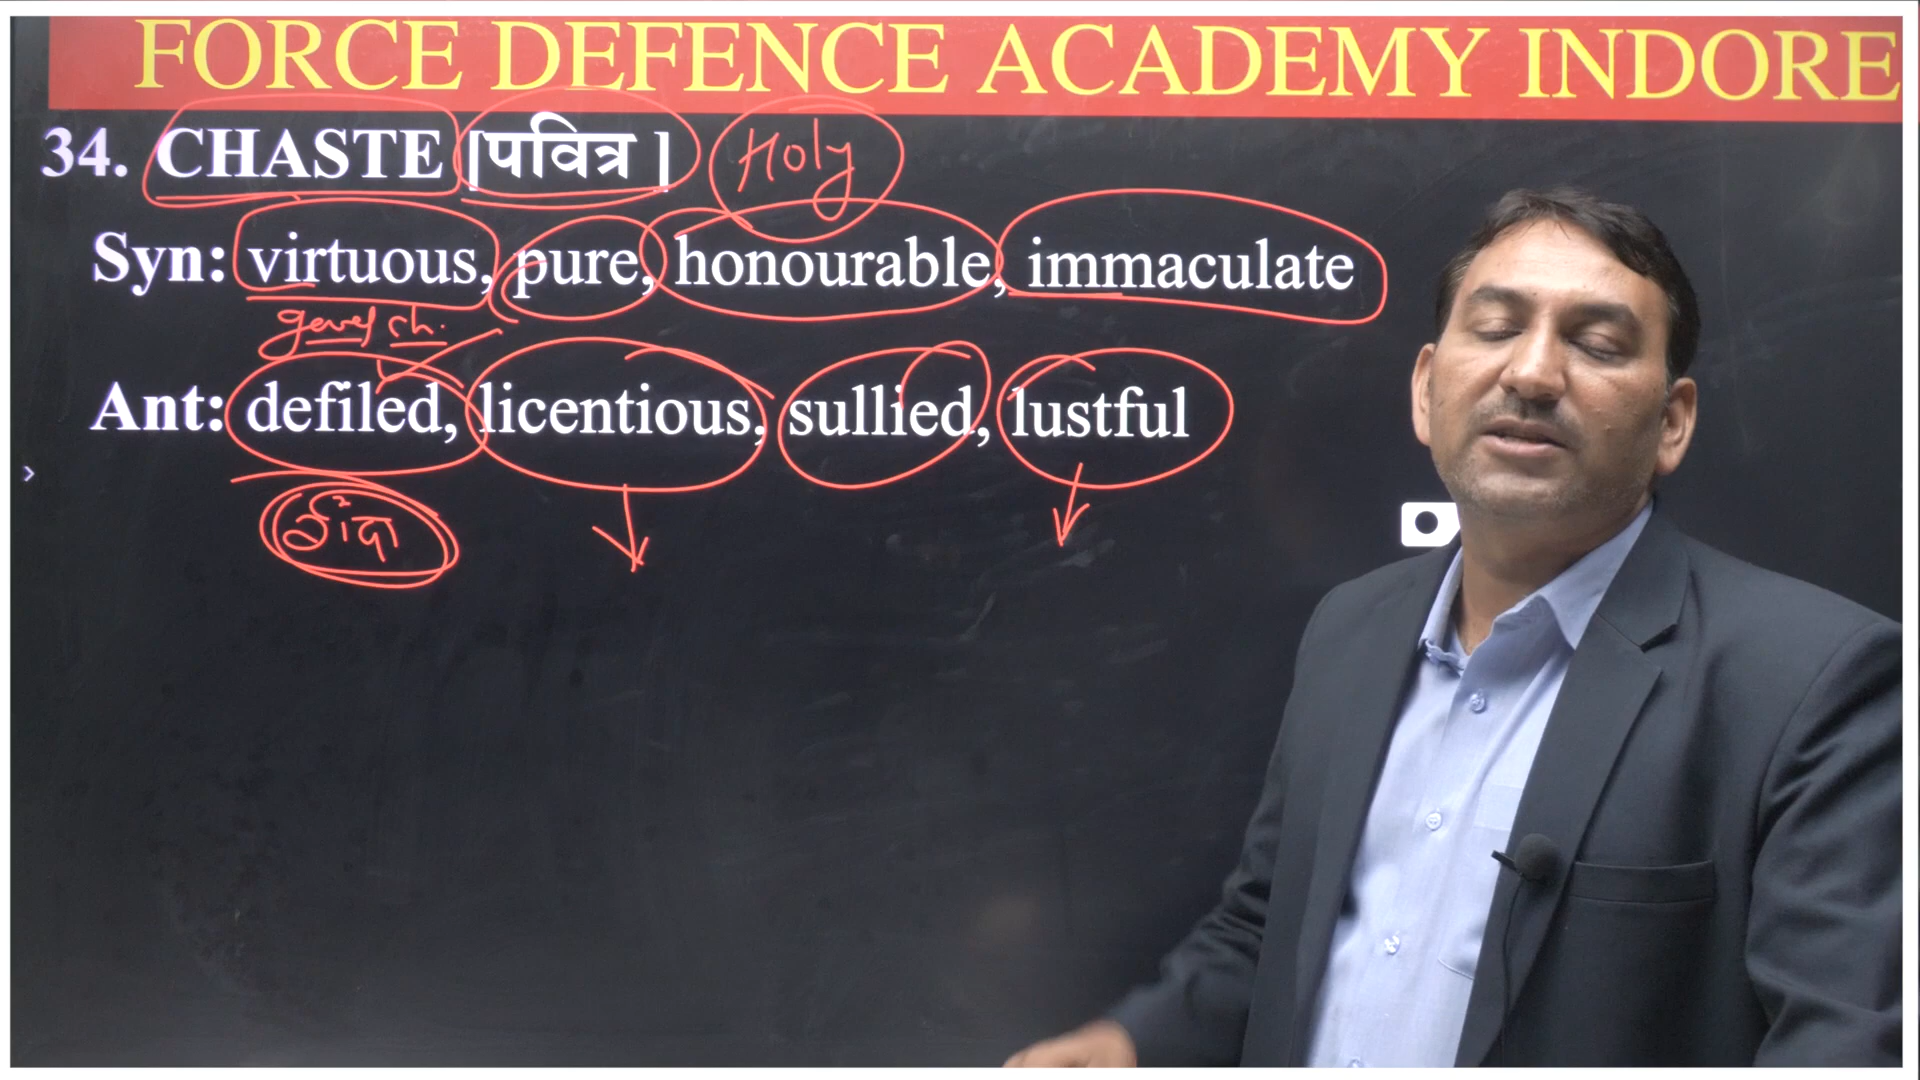 FORCE DEFENCE ACADEMY INDORE
34. CHASTE [पवित्र ] Holy
Syn: virtuous, pure, honourable, immaculate
Ant: defiled, licentious, sullied, lustful